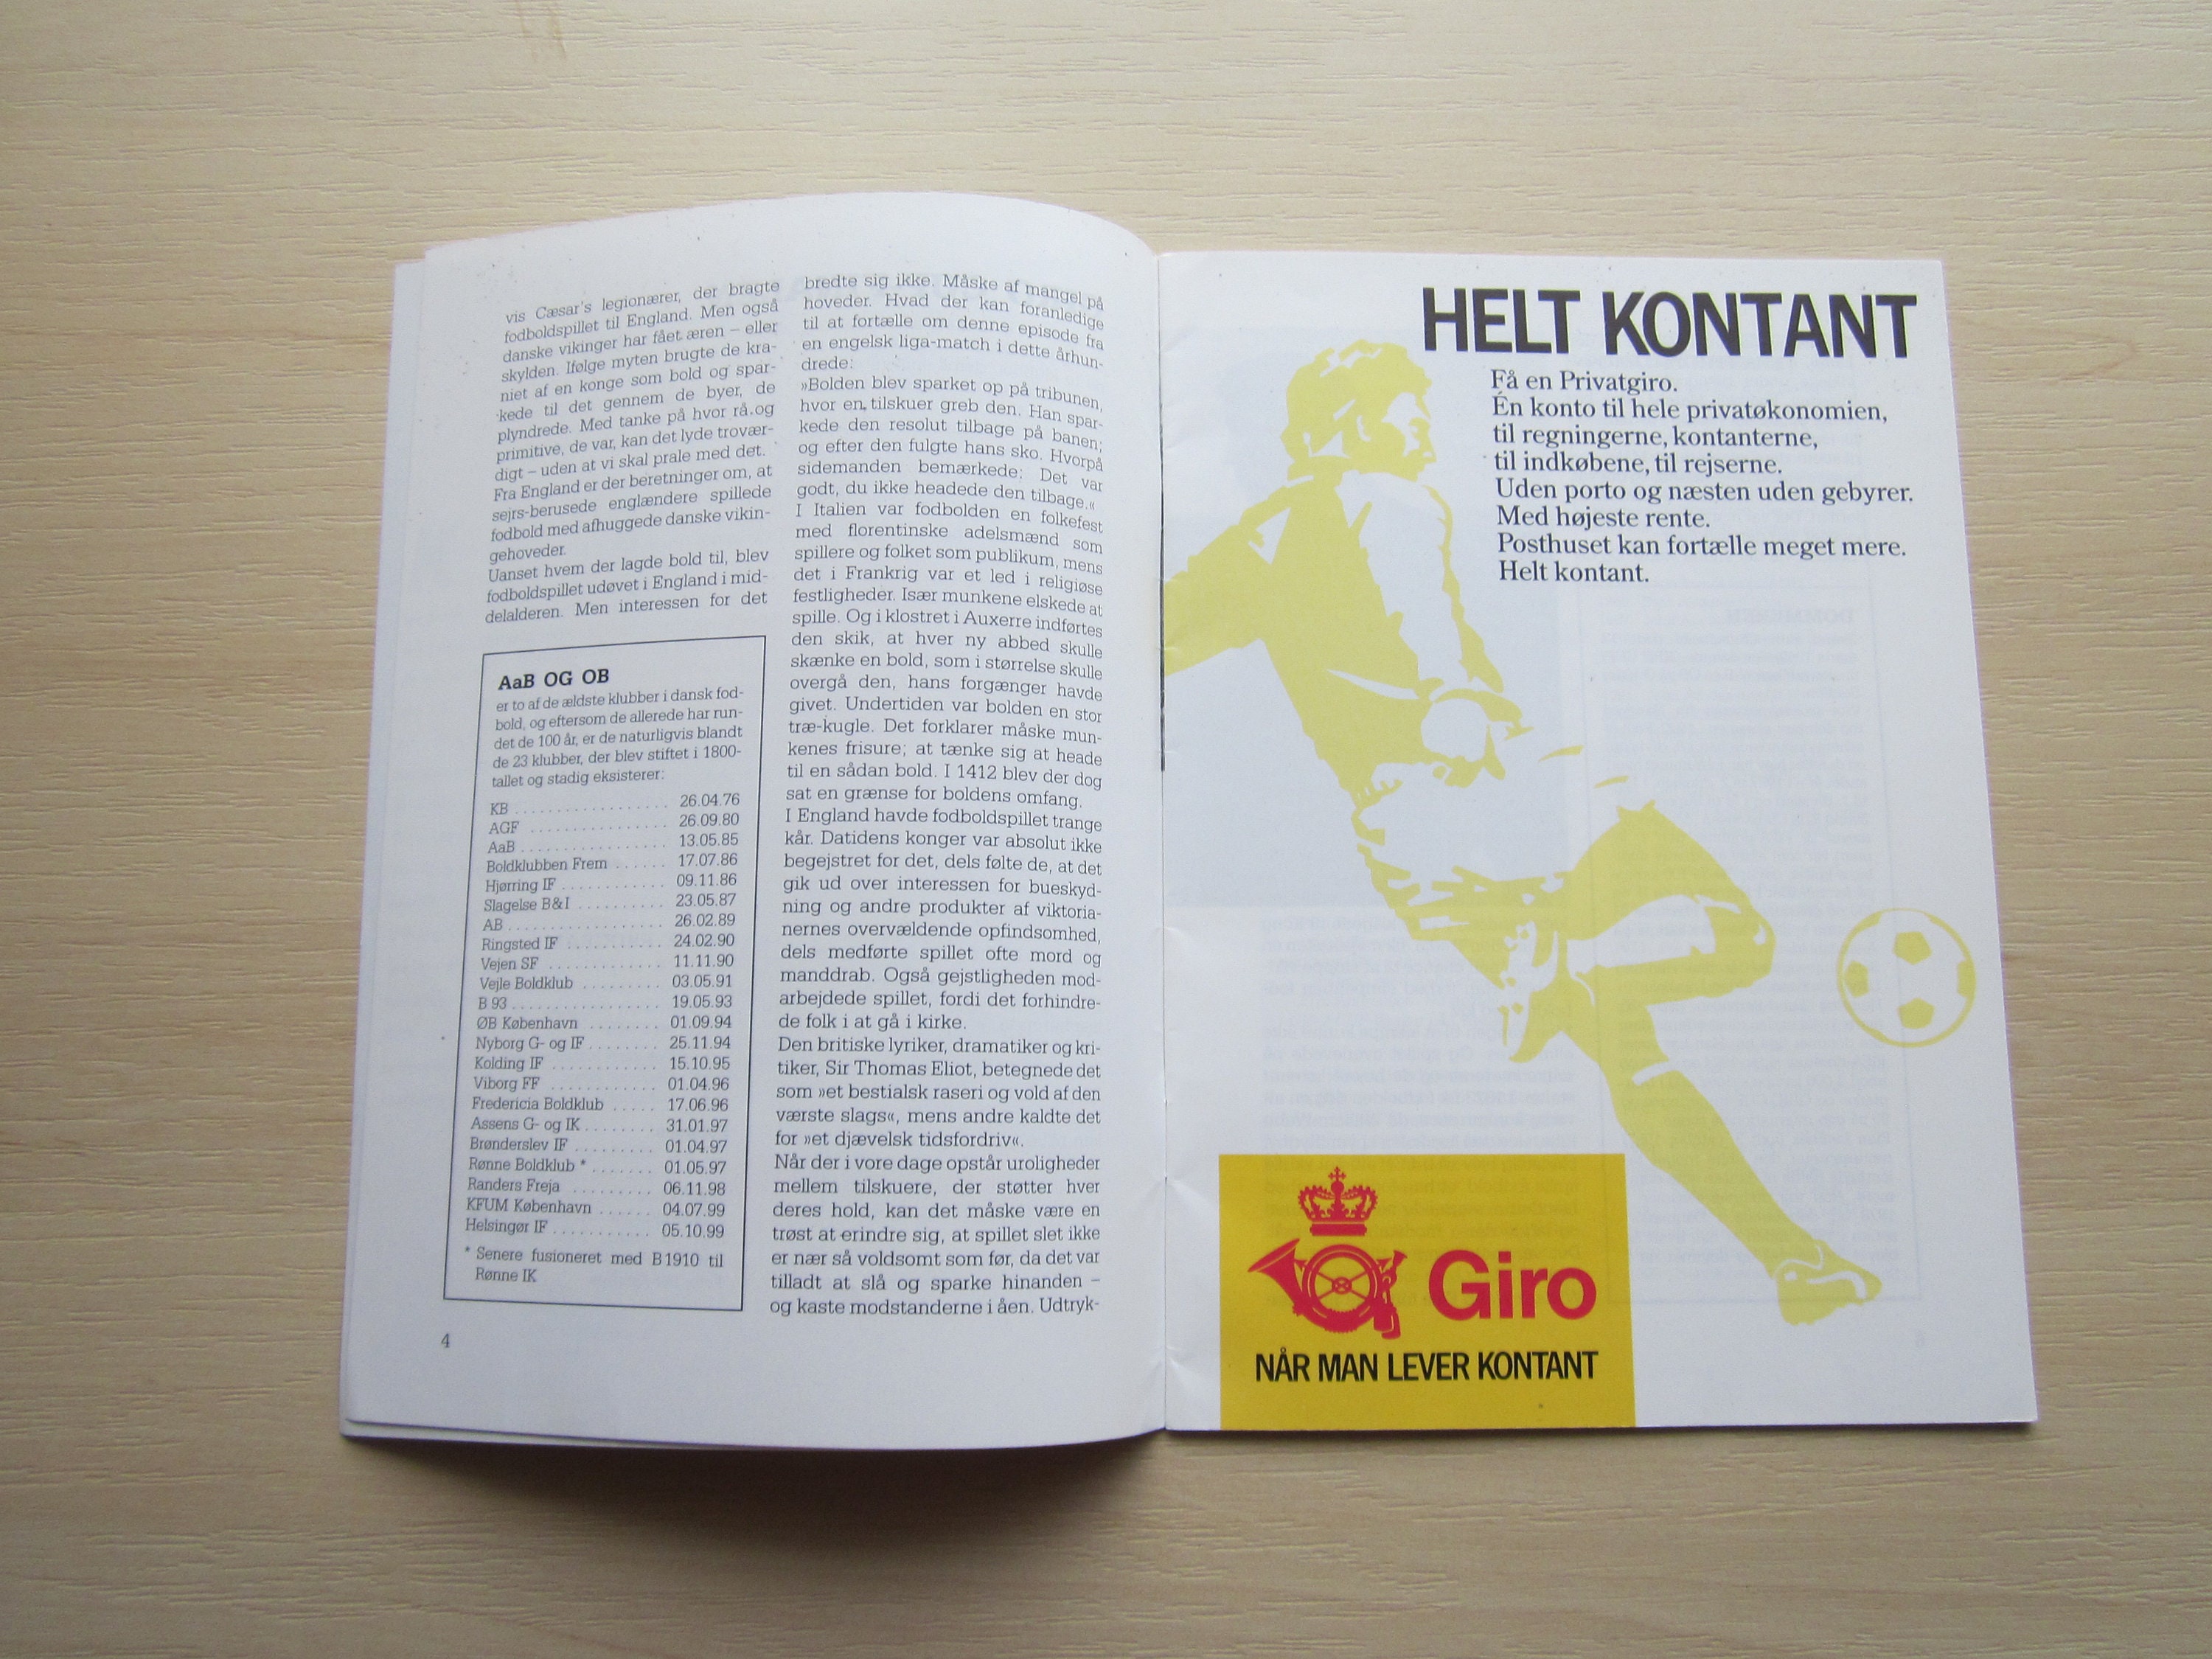 vis Cæsar's legionærer, der bragte
fodboldspillet til England. Men også
danske vikinger har fået æren – eller
skylden. Ifølge myten brugte de kra-
niet af en konge som bold og spar-
kede til det gennem de byer, de
plyndrede. Med tanke på hvor rå og
primitive, de var, kan det lyde trovær-
digt – uden at vi skal prale med det.
Fra England er der beretninger om, at
sejrs-berusede englændere spillede
fodbold med afhuggede danske vikin-
gehoveder.
Uanset hvem der lagde bold til, blev
fodboldspillet udøvet i England i mid-
delalderen. Men interessen for det
AaB OG OB
er to af de ældste klubber i dansk fod-
bold, og eftersom de allerede har run-
det de 100 år, er de naturligvis blandt
de 23 klubber, der blev stiftet i 1800-
tallet og stadig eksisterer:
KB . . . . . . . . . . . . . . . . . . 26.04.76
AGF . . . . . . . . . . . . . . . . 26.09.80
AaB . . . . . . . . . . . . . . . . . 13.05.85
Boldklubben Frem . . . . . . 17.07.86
Hjørring IF . . . . . . . . . . . . 09.11.86
Slagelse B&I . . . . . . . . . . 23.05.87
AB . . . . . . . . . . . . . . . . . . 26.02.89
Ringsted IF . . . . . . . . . . . 24.02.90
Vejen SF . . . . . . . . . . . . . 11.11.90
Vejle Boldklub . . . . . . . . . 03.05.91
B 93 . . . . . . . . . . . . . . . . . 19.05.93
ØB København . . . . . . . . 01.09.94
Nyborg G- og IF . . . . . . . . 25.11.94
Kolding IF . . . . . . . . . . . . 15.10.95
Viborg FF . . . . . . . . . . . . 01.04.96
Fredericia Boldklub . . . . . 17.06.96
Assens G- og IK . . . . . . . . 31.01.97
Brønderslev IF . . . . . . . . . 01.04.97
Rønne Boldklub * . . . . . . . 01.05.97
Randers Freja . . . . . . . . . 06.11.98
KFUM København . . . . . . 04.07.99
Helsingør IF . . . . . . . . . . . 05.10.99
* Senere fusioneret med B 1910 til
Rønne IK
4
bredte sig ikke. Måske af mangel på
hoveder. Hvad der kan foranledige
til at fortælle om denne episode fra
en engelsk liga-match i dette århun-
drede:
»Bolden blev sparket op på tribunen,
hvor en tilskuer greb den. Han spar-
kede den resolut tilbage på banen;
og efter den fulgte hans sko. Hvorpå
sidemanden bemærkede: Det var
godt, du ikke headede den tilbage.«
I Italien var fodbolden en folkefest
med florentinske adelsmænd som
spillere og folket som publikum, mens
det i Frankrig var et led i religiøse
festligheder. Især munkene elskede at
spille. Og i klostret i Auxerre indførtes
den skik, at hver ny abbed skulle
skænke en bold, som i størrelse skulle
overgå den, hans forgænger havde
givet. Undertiden var bolden en stor
træ-kugle. Det forklarer måske mun-
kenes frisure; at tænke sig at heade
til en sådan bold. I 1412 blev der dog
sat en grænse for boldens omfang.
I England havde fodboldspillet trange
kår. Datidens konger var absolut ikke
begejstret for det, dels følte de, at det
gik ud over interessen for bueskyd-
ning og andre produkter af viktoria-
nernes overvældende opfindsomhed,
dels medførte spillet ofte mord og
manddrab. Også gejstligheden mod-
arbejdede spillet, fordi det forhindre-
de folk i at gå i kirke.
Den britiske lyriker, dramatiker og kri-
tiker, Sir Thomas Eliot, betegnede det
som »et bestialsk raseri og vold af den
værste slags«, mens andre kaldte det
for »et djævelsk tidsfordriv«.
Når der i vore dage opstår uroligheder
mellem tilskuere, der støtter hver
deres hold, kan det måske være en
trøst at erindre sig, at spillet slet ikke
er nær så voldsomt som før, da det var
tilladt at slå og sparke hinanden –
og kaste modstanderne i åen. Udtryk-
HELT KONTANT
Få en Privatgiro.
Én konto til hele privatøkonomien,
til regningerne, kontanterne,
til indkøbene, til rejserne.
Uden porto og næsten uden gebyrer.
Med højeste rente.
Posthuset kan fortælle meget mere.
Helt kontant.
Giro
NÅR MAN LEVER KONTANT